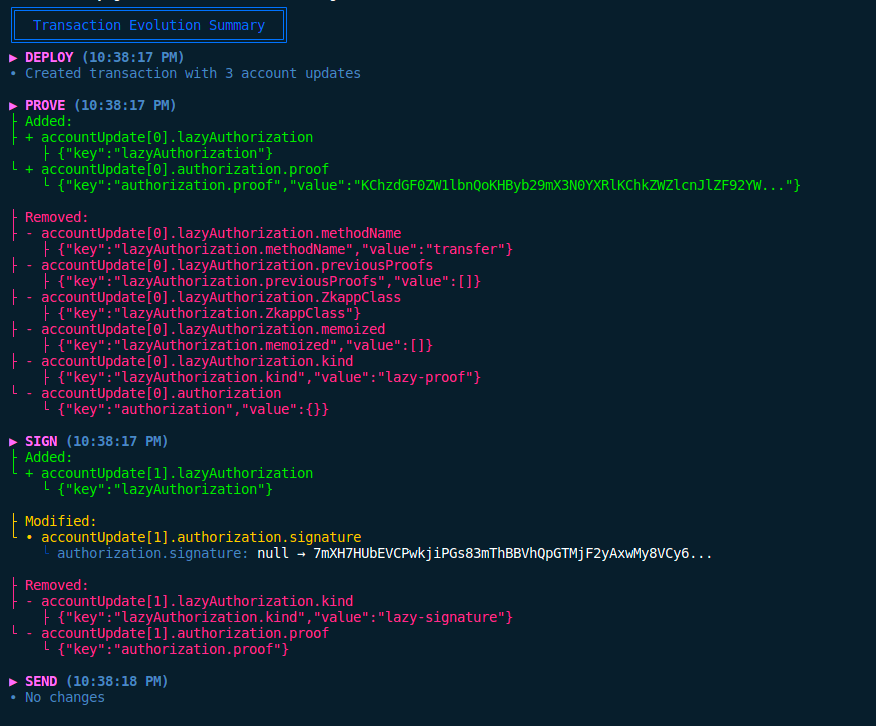 Transaction Evolution Summary
▶ DEPLOY (10:38:17 PM)
• Created transaction with 3 account updates
▶ PROVE (10:38:17 PM)
├ Added:
├ + accountUpdate[0].lazyAuthorization
├ {"key":"lazyAuthorization"}
└ + accountUpdate[0].authorization.proof
└ {"key":"authorization.proof","value":"KChzdGF0ZW1lbnQoKHByb29mX3N0YXRlKChkZWZlcnJlZF92YW..."}
├ Removed:
├ - accountUpdate[0].lazyAuthorization.methodName
├ {"key":"lazyAuthorization.methodName","value":"transfer"}
├ - accountUpdate[0].lazyAuthorization.previousProofs
├ {"key":"lazyAuthorization.previousProofs","value":[]}
├ - accountUpdate[0].lazyAuthorization.ZkappClass
├ {"key":"lazyAuthorization.ZkappClass"}
├ - accountUpdate[0].lazyAuthorization.memoized
├ {"key":"lazyAuthorization.memoized","value":[]}
├ - accountUpdate[0].lazyAuthorization.kind
├ {"key":"lazyAuthorization.kind","value":"lazy-proof"}
└ - accountUpdate[0].authorization
└ {"key":"authorization","value":{}}
▶ SIGN (10:38:17 PM)
├ Added:
└ + accountUpdate[1].lazyAuthorization
└ {"key":"lazyAuthorization"}
├ Modified:
└ • accountUpdate[1].authorization.signature
└ authorization.signature: null → 7mXH7HUbEVCPwkjiPGs83mThBBVhQpGTMjF2yAxwMy8VCy6...
├ Removed:
├ - accountUpdate[1].lazyAuthorization.kind
├ {"key":"lazyAuthorization.kind","value":"lazy-signature"}
└ - accountUpdate[1].authorization.proof
└ {"key":"authorization.proof"}
▶ SEND (10:38:18 PM)
• No changes